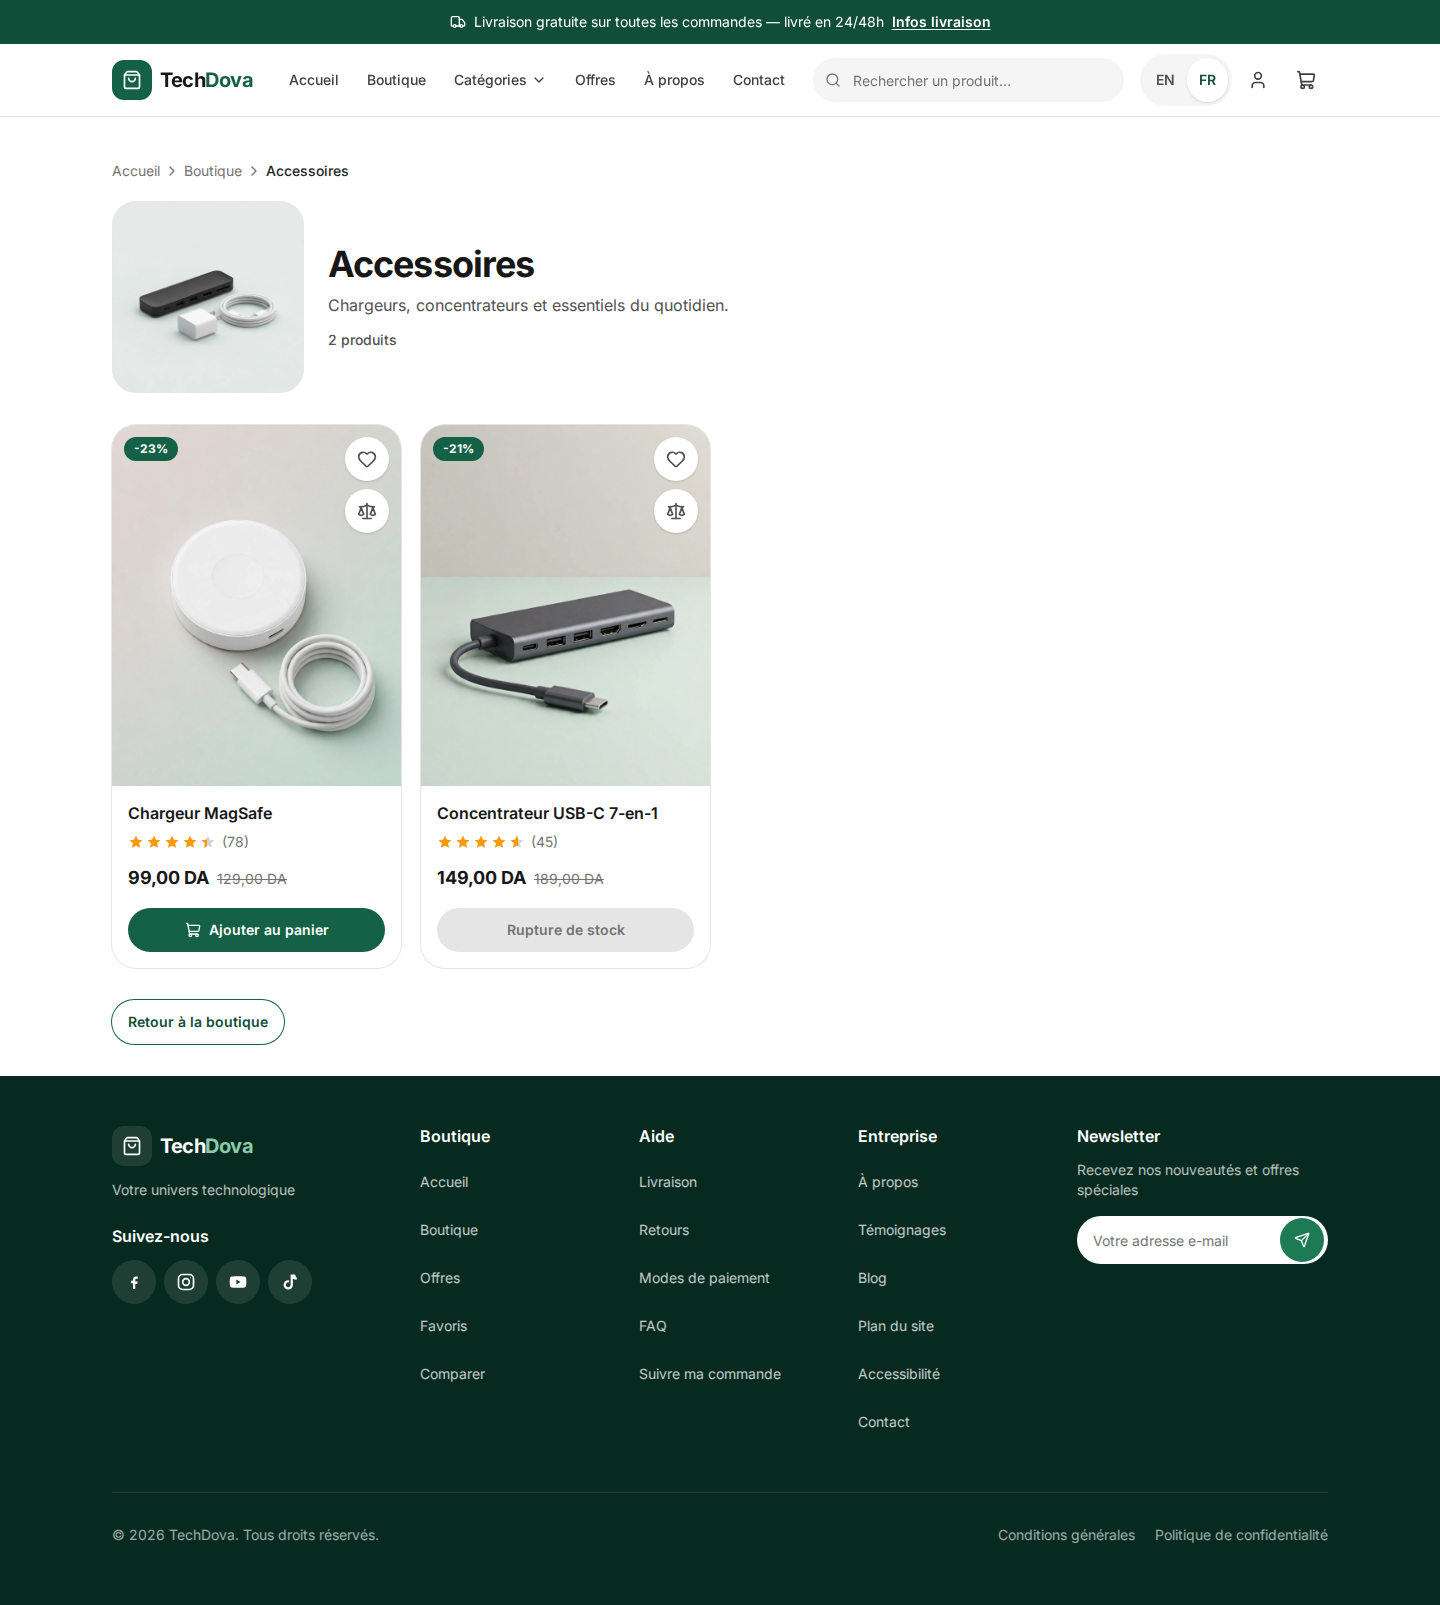 Livraison gratuite sur toutes les commandes — livré en 24/48h Infos livraison
TechDova
Accueil
Boutique
Catégories
Offres
À propos
Contact
Rechercher un produit...
EN
FR
Accueil
Boutique
Accessoires
Accessoires
Chargeurs, concentrateurs et essentiels du quotidien.
2 produits
-23%
Chargeur MagSafe
(78)
99,00 DA 129,00 DA
Ajouter au panier
-21%
Concentrateur USB-C 7-en-1
(45)
149,00 DA 189,00 DA
Rupture de stock
Retour à la boutique
TechDova
Votre univers technologique
Suivez-nous
Boutique
Accueil
Boutique
Offres
Favoris
Comparer
Aide
Livraison
Retours
Modes de paiement
FAQ
Suivre ma commande
Entreprise
À propos
Témoignages
Blog
Plan du site
Accessibilité
Contact
Newsletter
Recevez nos nouveautés et offres
spéciales
Votre adresse e-mail
© 2026 TechDova. Tous droits réservés.
Conditions générales
Politique de confidentialité